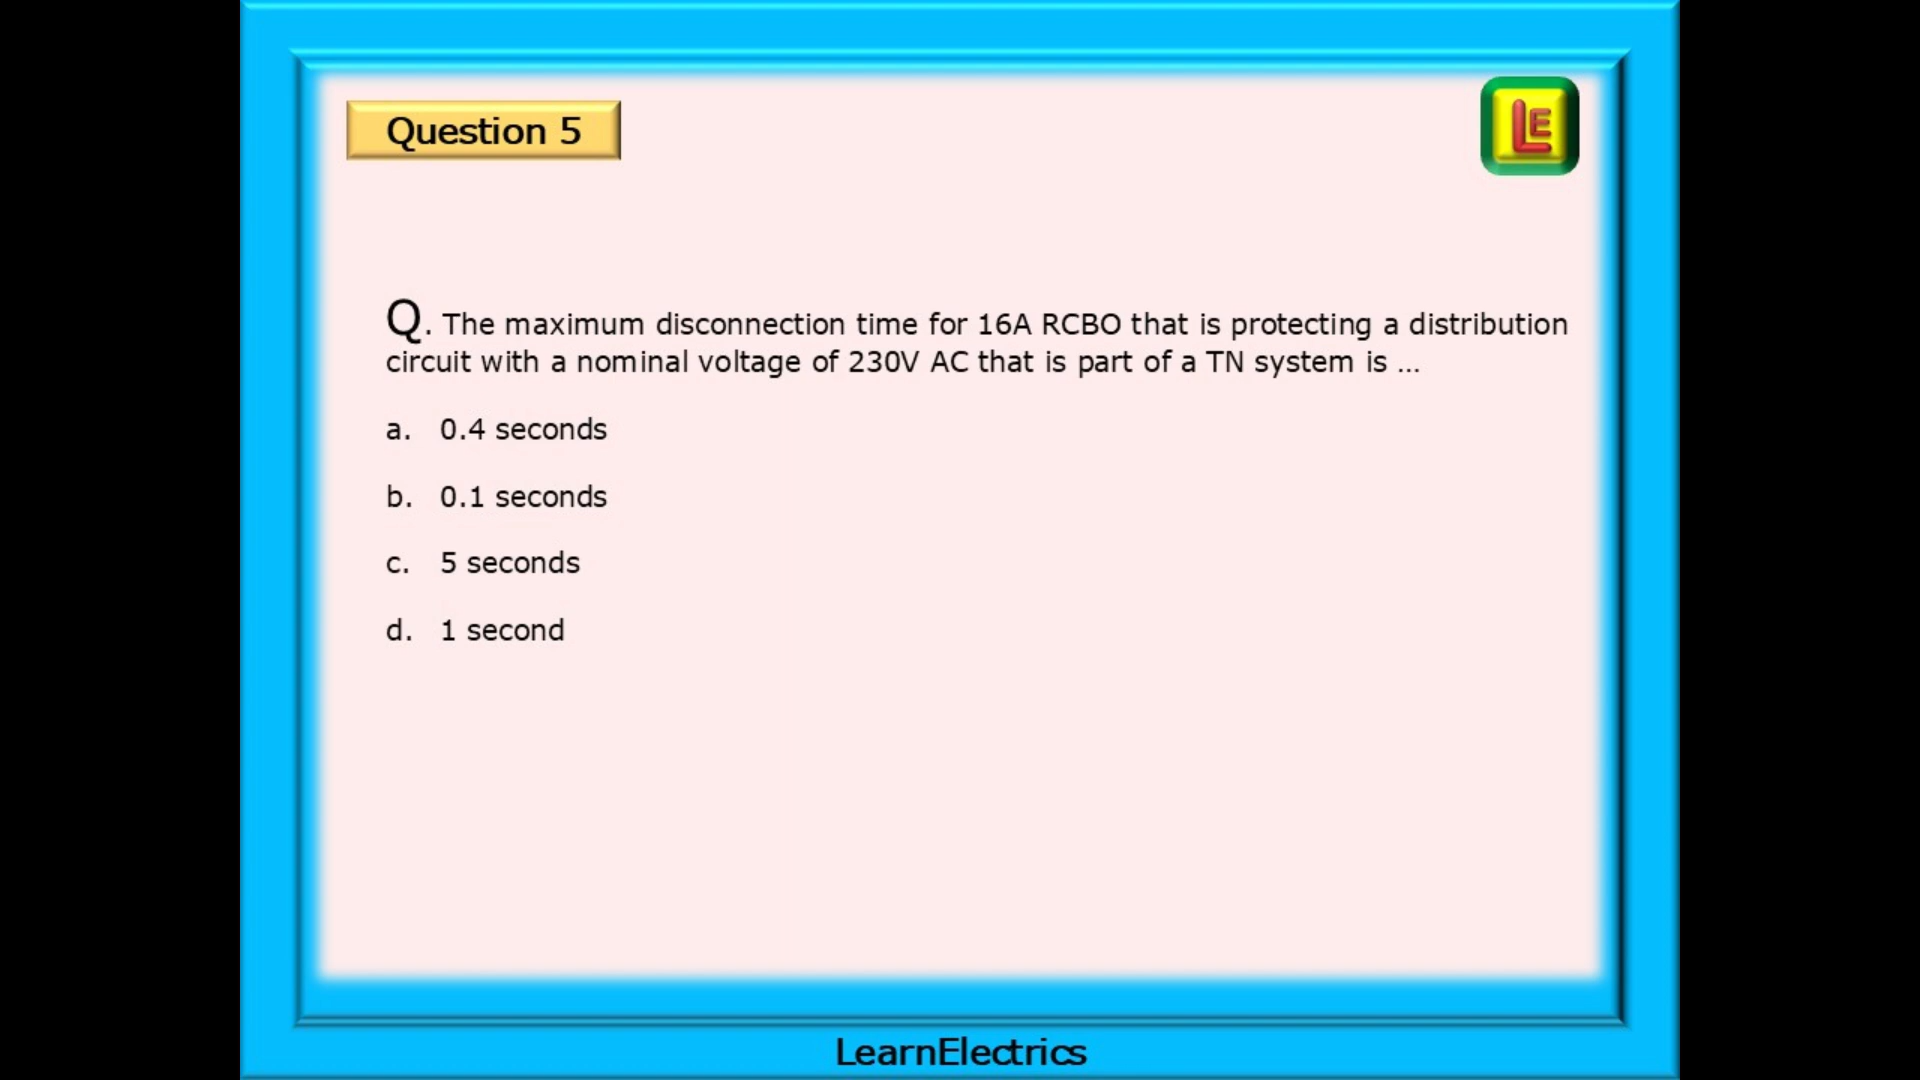 Question 5
LE
Q. The maximum disconnection time for 16A RCBO that is protecting a distribution
circuit with a nominal voltage of 230V AC that is part of a TN system is ...
a. 0.4 seconds
b. 0.1 seconds
c. 5 seconds
d. 1 second
LearnElectrics